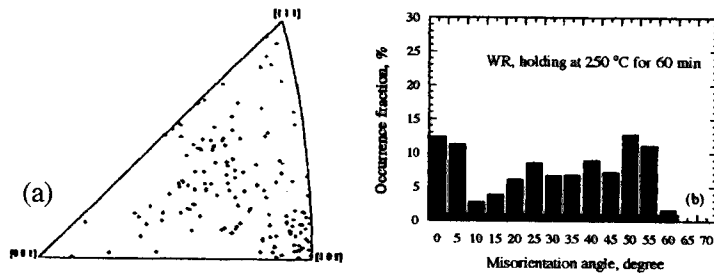 [111]
(a)
[001]
[101]
30
25
20
15
10
5
0
Occurrence fraction, %
WR, holding at 250 °C for 60 min
(b)
0 5 10 15 20 25 30 35 40 45 50 55 60 65 70
Misorientation angle, degree